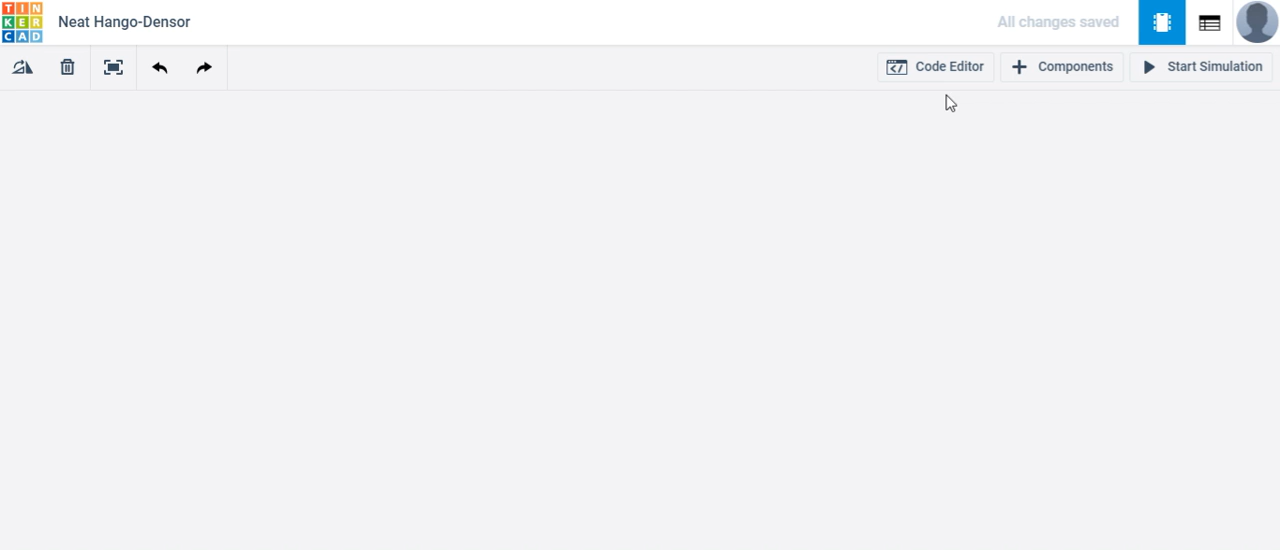 TIN
KER
CAD
Neat Hango-Densor
All changes saved
Code Editor
Components
Start Simulation